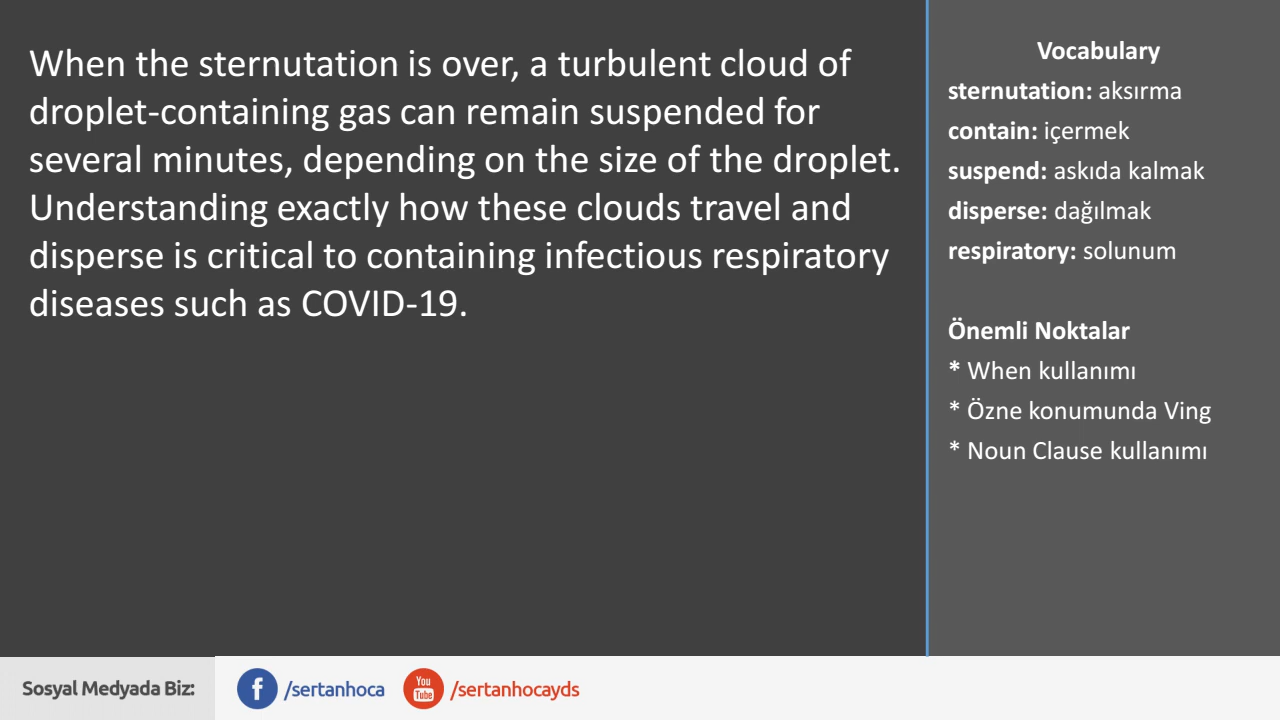 When the sternutation is over, a turbulent cloud of
droplet-containing gas can remain suspended for
several minutes, depending on the size of the droplet.
Understanding exactly how these clouds travel and
disperse is critical to containing infectious respiratory
diseases such as COVID-19.
Vocabulary
sternutation: aksırma
contain: içermek
suspend: askıda kalmak
disperse: dağılmak
respiratory: solunum
Önemli Noktalar
* When kullanımı
* Özne konumunda Ving
* Noun Clause kullanımı
Sosyal Medyada Biz:
f /sertanhoca
You
Tube
/sertanhocayds